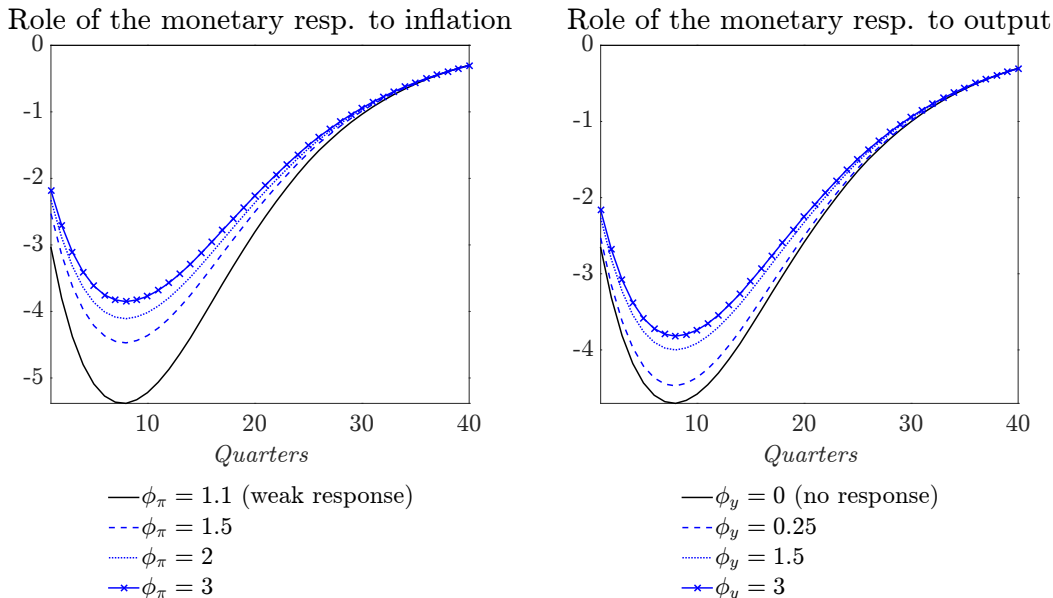 Role of the monetary resp. to inflation
0
-1
-2
-3
-4
-5
10
20
30
40
Quarters
ϕ_π = 1.1 (weak response)
ϕ_π = 1.5
ϕ_π = 2
ϕ_π = 3
Role of the monetary resp. to output
0
-1
-2
-3
-4
10
20
30
40
Quarters
ϕ_y = 0 (no response)
ϕ_y = 0.25
ϕ_y = 1.5
ϕ_y = 3